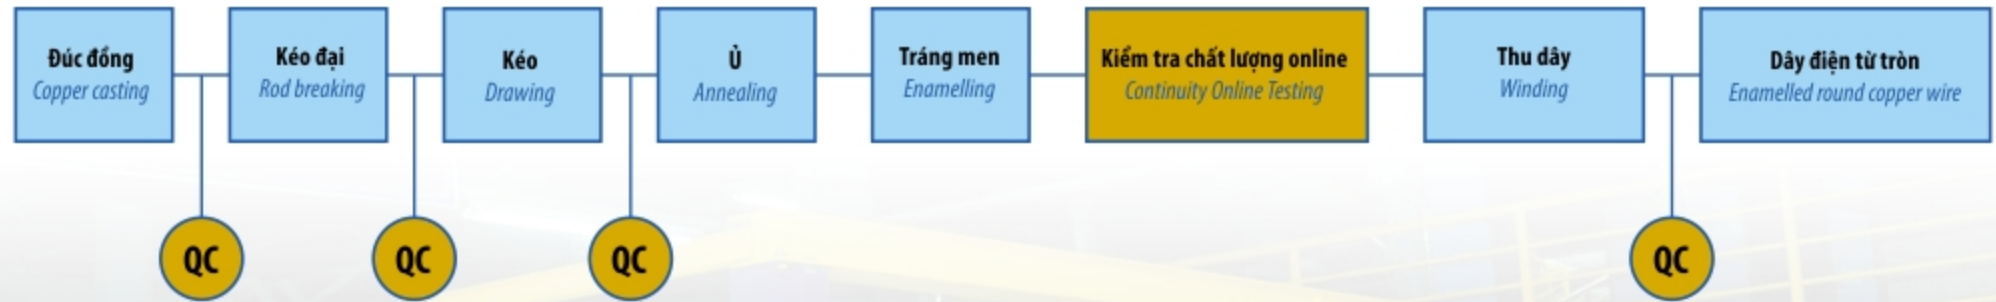 Đúc đồng
Copper casting
Kéo đại
Rod breaking
Kéo
Drawing
Ủ
Annealing
Tráng men
Enamelling
Kiểm tra chất lượng online
Continuity Online Testing
Thu dây
Winding
Dây điện từ tròn
Enamelled round copper wire
QC
QC
QC
QC